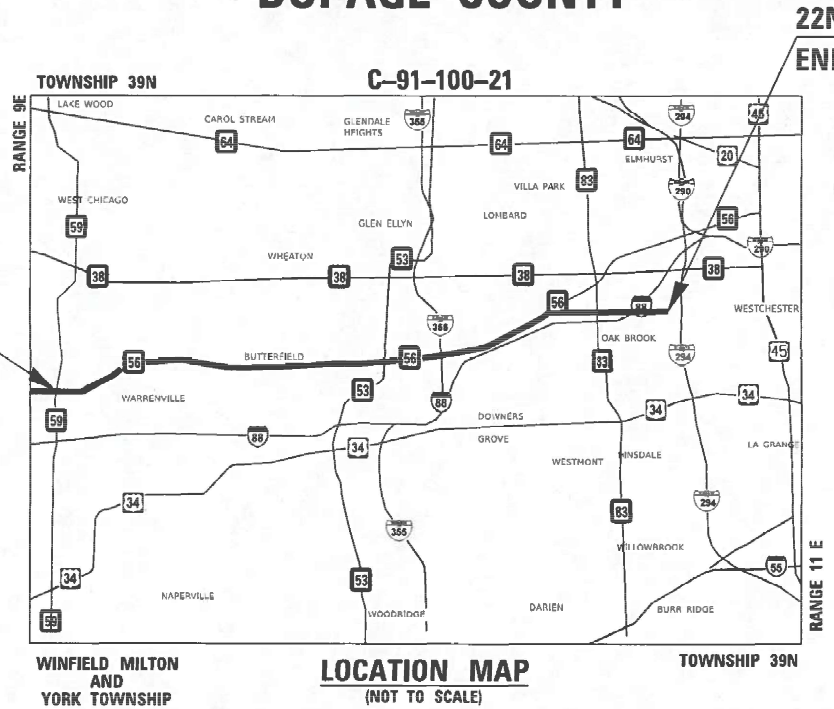 DUPAGE COUNTY
22N
EN
TOWNSHIP 39N
C-91-100-21
RANGE 9E
LAKE WOOD
CAROL STREAM
GLENDALE
HEIGHTS
355
294
45
64
64
64
20
ELMHURST
VILLA PARK
83
290
WEST CHICAGO
59
GLEN ELLYN
LOMBARD
56
WHEATON
53
290
38
38
38
38
56
88
WESTCHESTER
355
OAK BROOK
56
BUTTERFIELD
56
83
294
45
WARRENVILLE
53
88
34
34
59
88
DOWNERS
GROVE
34
LA GRANGE
WESTMONT
HINSDALE
34
294
83
355
WILLOWBROOK
34
53
55
NAPERVILLE
WOODRIDGE
DARIEN
BURR RIDGE
59
RANGE 11 E
WINFIELD MILTON
AND
YORK TOWNSHIP
LOCATION MAP
(NOT TO SCALE)
TOWNSHIP 39N